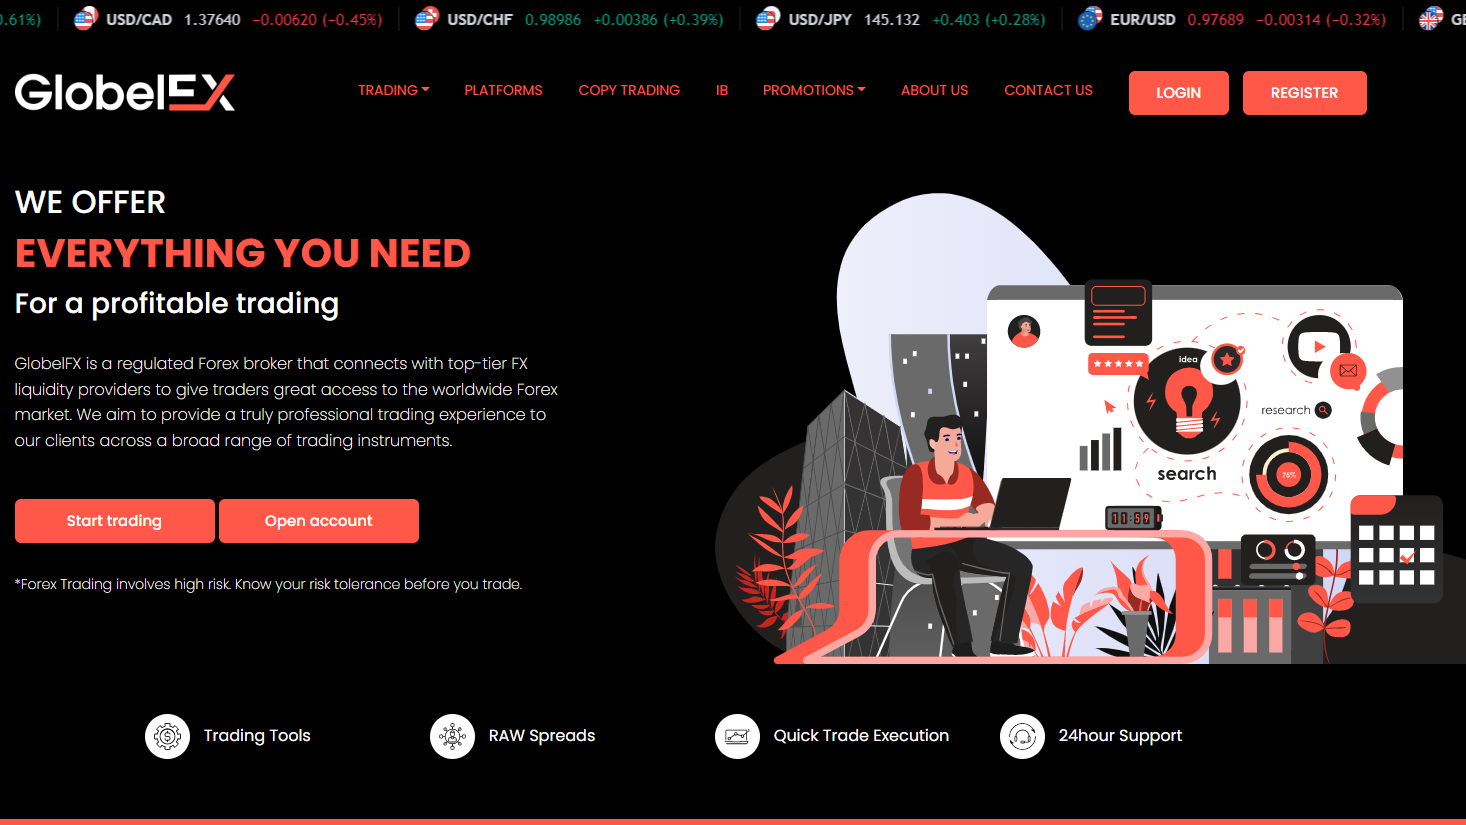 0.61%) USD/CAD 1.37640 −0.00620 (−0.45%) USD/CHF 0.98986 +0.00386 (+0.39%) USD/JPY 145.132 +0.403 (+0.28%) EUR/USD 0.97689 −0.00314 (−0.32%)
GlobelFX TRADING PLATFORMS COPY TRADING IB PROMOTIONS ABOUT US CONTACT US LOGIN REGISTER
WE OFFER
EVERYTHING YOU NEED
For a profitable trading
GlobelFX is a regulated Forex broker that connects with top-tier FX
liquidity providers to give traders great access to the worldwide Forex
market. We aim to provide a truly professional trading experience to
our clients across a broad range of trading instruments.
Start trading Open account
*Forex Trading involves high risk. Know your risk tolerance before you trade.
idea
research
search
75%
11:59
Trading Tools RAW Spreads Quick Trade Execution 24hour Support